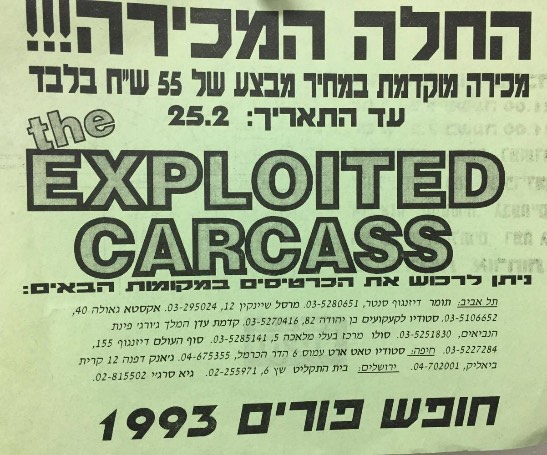 החלה המכירה!!!
מכירה מוקדמת במחיר מבצע של 55 ש״ח בלבד
עד התאריך: 25.2
the
EXPLOITED
CARCASS
ניתן לרכוש את הכרטיסים במקומות הבאים:
תל אביב: תומר דיזנגוף סנטר, 03-5280651. מרסל שיינקין 12, 03-295024. אקסטא גאולה 40,
03-5106652. סטודיו לקעקועים בן יהודה 82, 03-5270416. קדמת עדן המלך ג׳ורג׳ פינת
הנביאים, 03-5251830. סולו מרכז בעלי מלאכה 5, 03-5285141. סוף העולם דיזנגוף 155,
03-5227284. חיפה: סטודיו טאט ארט עמוס 6 הדר הכרמל, 04-675355. ג׳אנק דפנה 12 קרית
ביאליק, 04-702001. ירושלים: בית התקליט שץ 6, 02-255971. גיא סרג׳יי 02-815502.
חופש פורים 1993